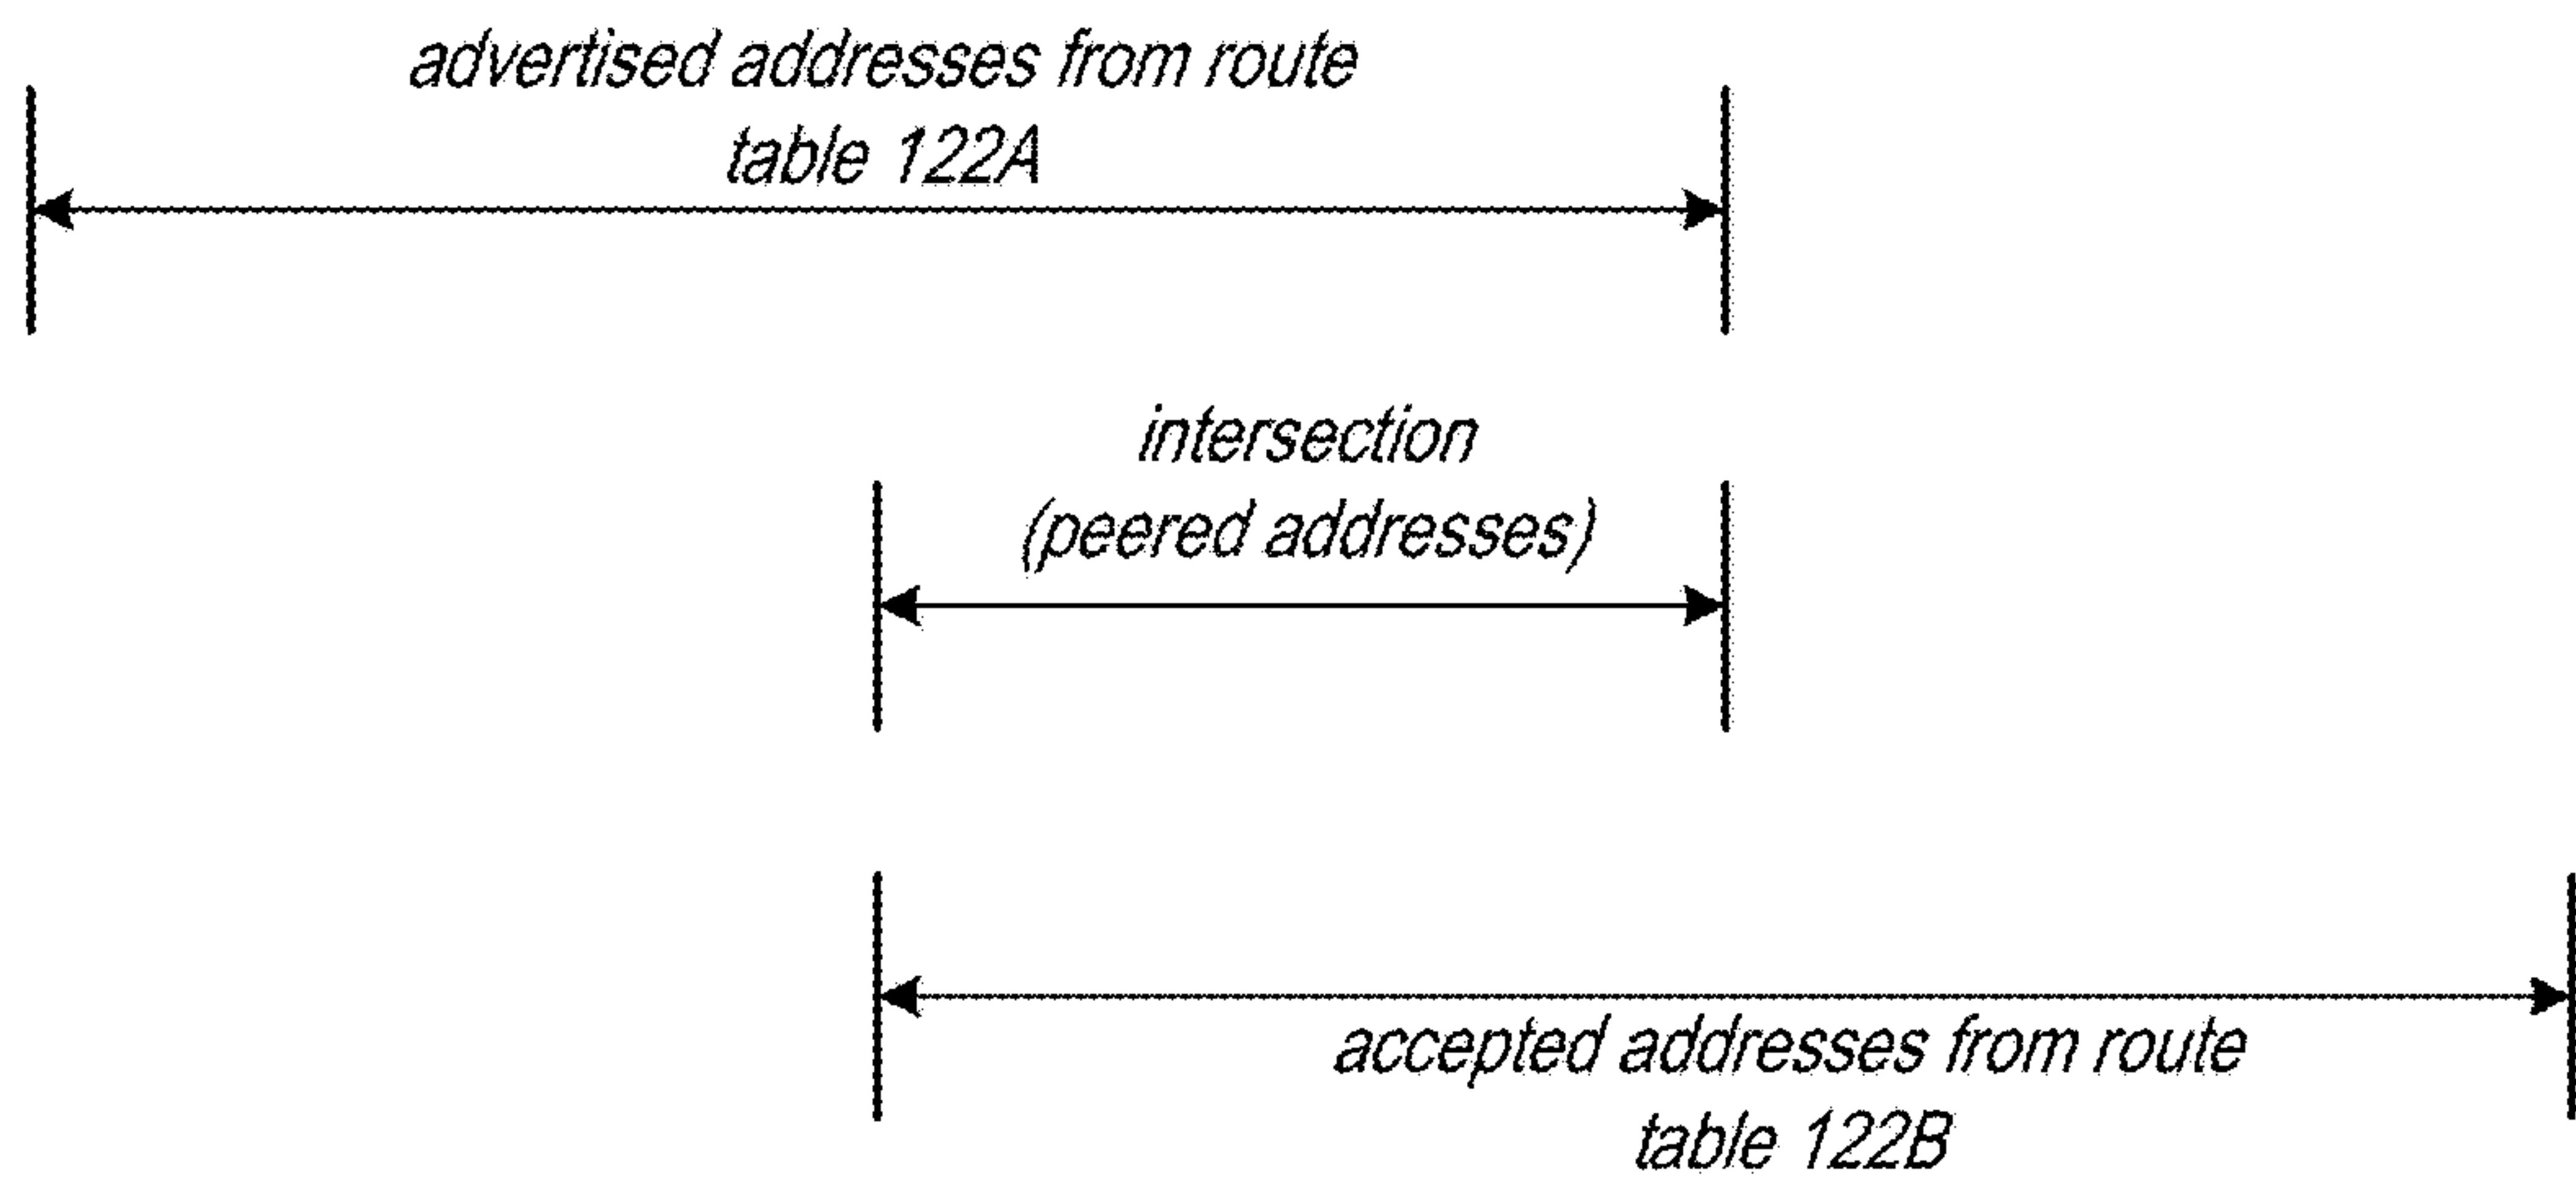 advertised addresses from route
table 122A
intersection
(peered addresses)
accepted addresses from route
table 122B